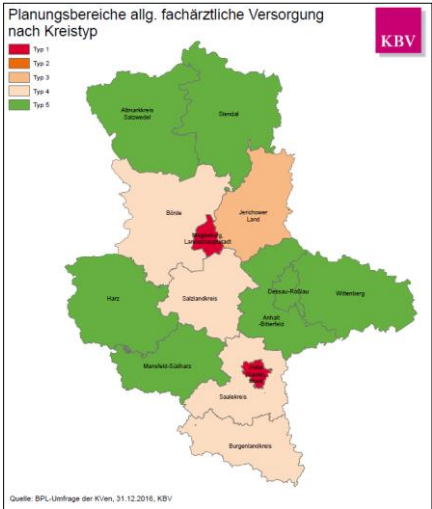 Planungsbereiche allg. fachärztliche Versorgung
nach Kreistyp
KBV
Typ 1
Typ 2
Typ 3
Typ 4
Typ 5
Altmarkkreis
Salzwedel
Stendal
Börde
Jerichower
Land
Magdeburg,
Landeshauptstadt
Harz
Salzlandkreis
Dessau-Roßlau
Wittenberg
Anhalt
-Bitterfeld
Mansfeld-Südharz
Saalekreis
Burgenlandkreis
Quelle: BPL-Umfrage der KVen, 31.12.2016, KBV